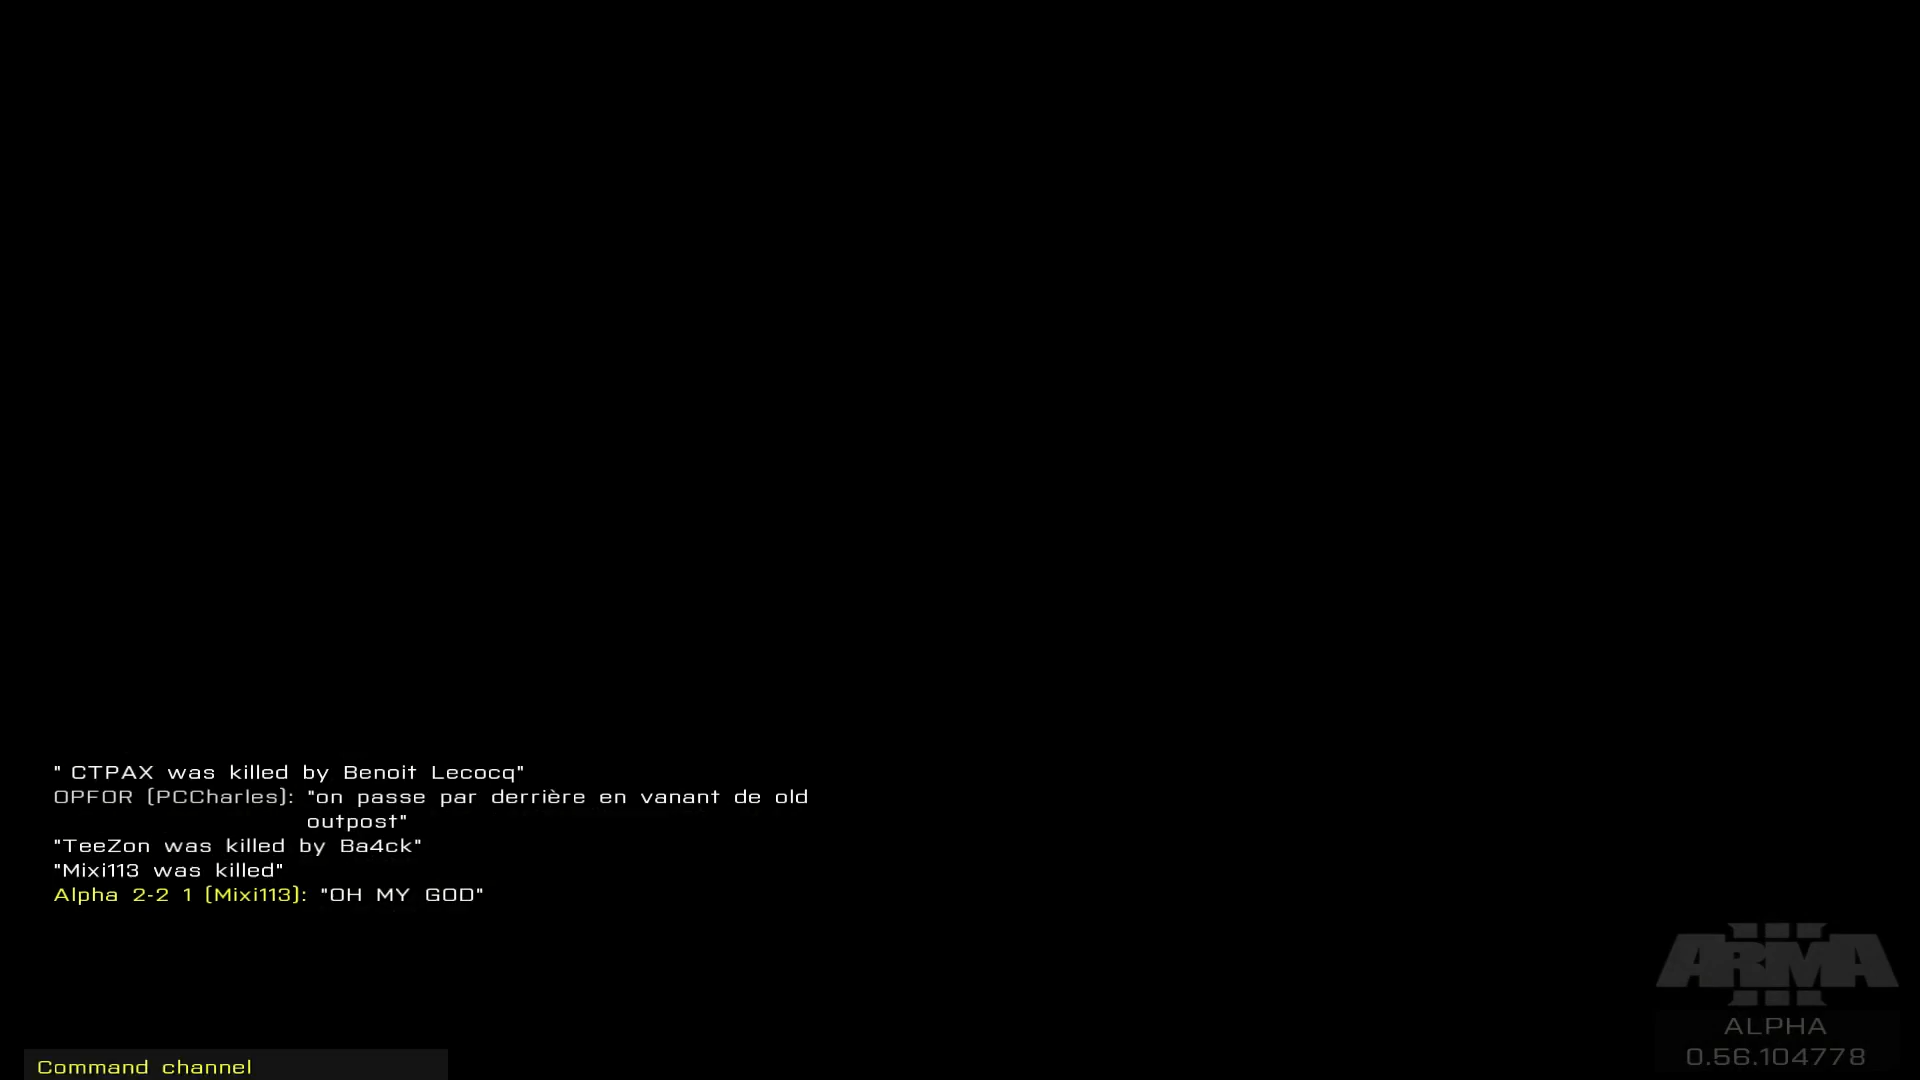 " CTPAX was killed by Benoit Lecocq"
OPFOR (PCCharles): "on passe par derrière en vanant de old
outpost"
"TeeZon was killed by Ba4ck"
"Mixi113 was killed"
Alpha 2-2 1 (Mixi113): "OH MY GOD"
ARMA
III
ALPHA
0.56.104778
Command channel